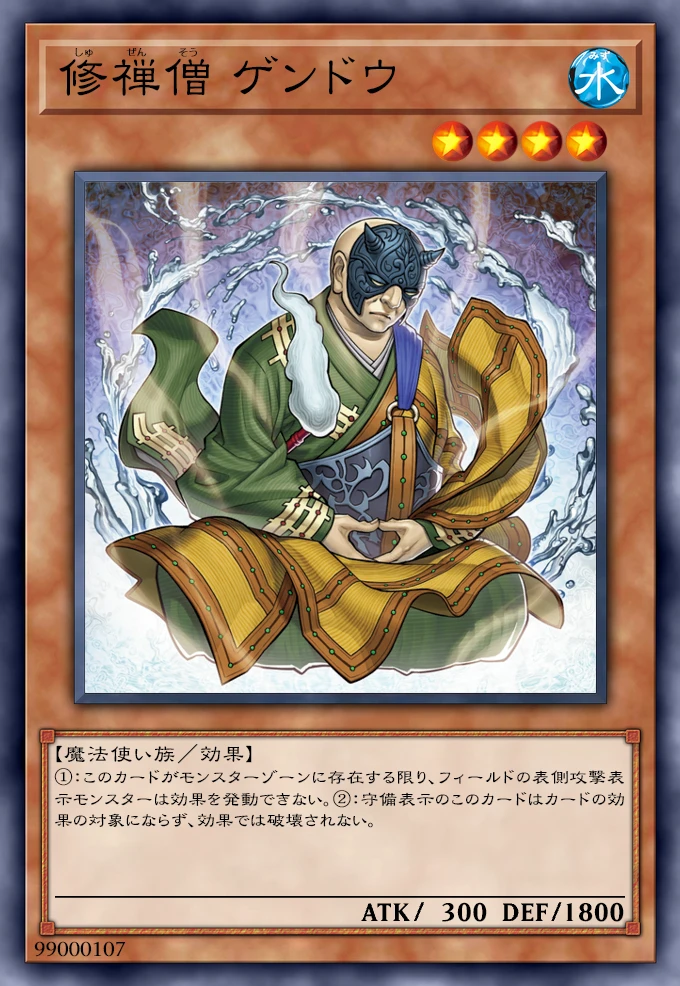 しゅ ぜん そう
修禅僧 ゲンドウ
みず
水
【魔法使い族／効果】
①：このカードがモンスターゾーンに存在する限り、フィールドの表側攻撃表
示モンスターは効果を発動できない。②：守備表示のこのカードはカードの効
果の対象にならず、効果では破壊されない。
ATK/ 300 DEF/1800
99000107